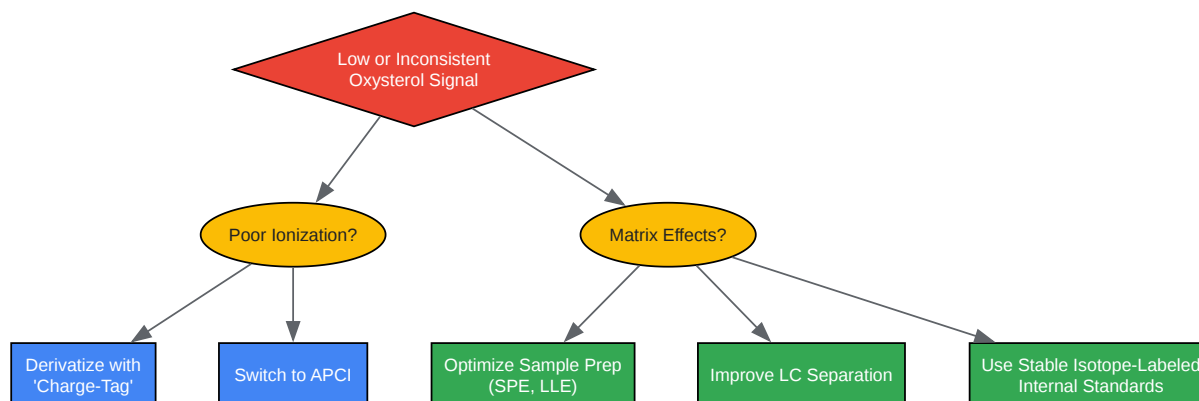 Low or Inconsistent
Oxysterol Signal
Poor Ionization?
Matrix Effects?
Derivatize with
'Charge-Tag'
Switch to APCI
Optimize Sample Prep
(SPE, LLE)
Improve LC Separation
Use Stable Isotope-Labeled
Internal Standards